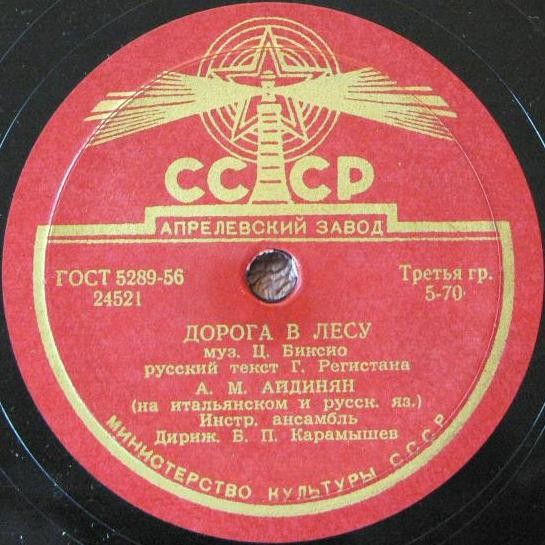 СССР
АПРЕЛЕВСКИЙ ЗАВОД
ГОСТ 5289-56
24521
Третья гр.
5-70
ДОРОГА В ЛЕСУ
муз. Ц. Биксио
русский текст Г. Регистана
А. М. АЙДИНЯН
(на итальянском и русск. яз.)
Инстр. ансамбль
Дириж. Б. П. Карамышев
МИНИСТЕРСТВО КУЛЬТУРЫ СССР